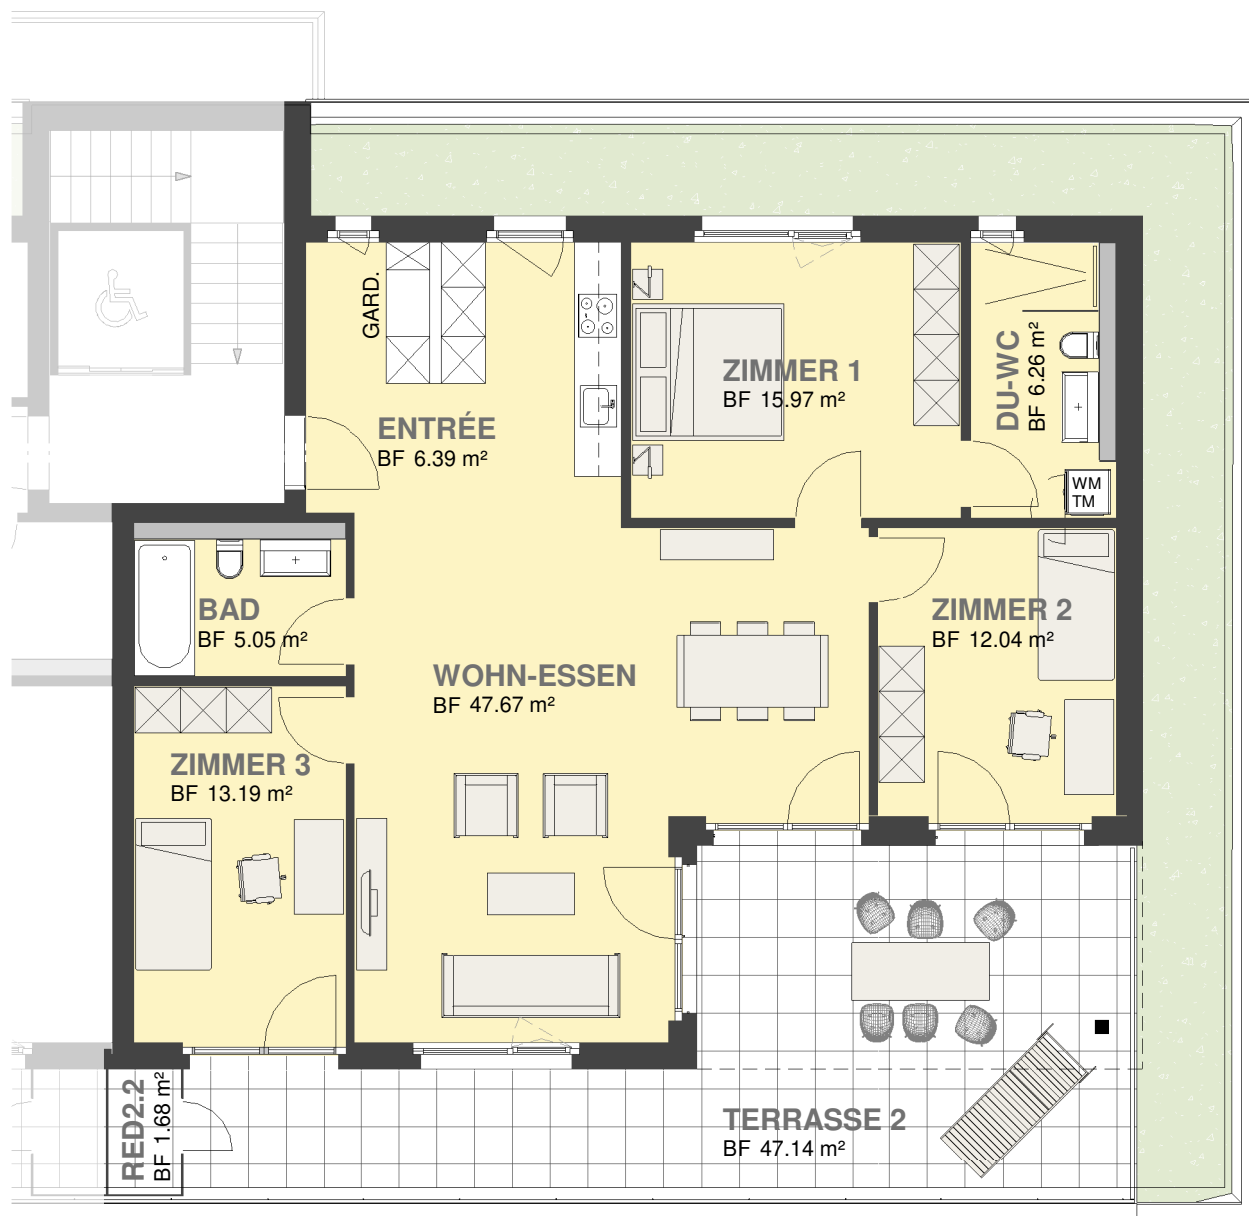 GARD.
ZIMMER 1
BF 15.97 m²
DU-WC
BF 6.26 m²
ENTRÉE
BF 6.39 m²
WM
TM
BAD
BF 5.05 m²
ZIMMER 2
BF 12.04 m²
WOHN-ESSEN
BF 47.67 m²
ZIMMER 3
BF 13.19 m²
RED2.2
BF 1.68 m²
TERRASSE 2
BF 47.14 m²